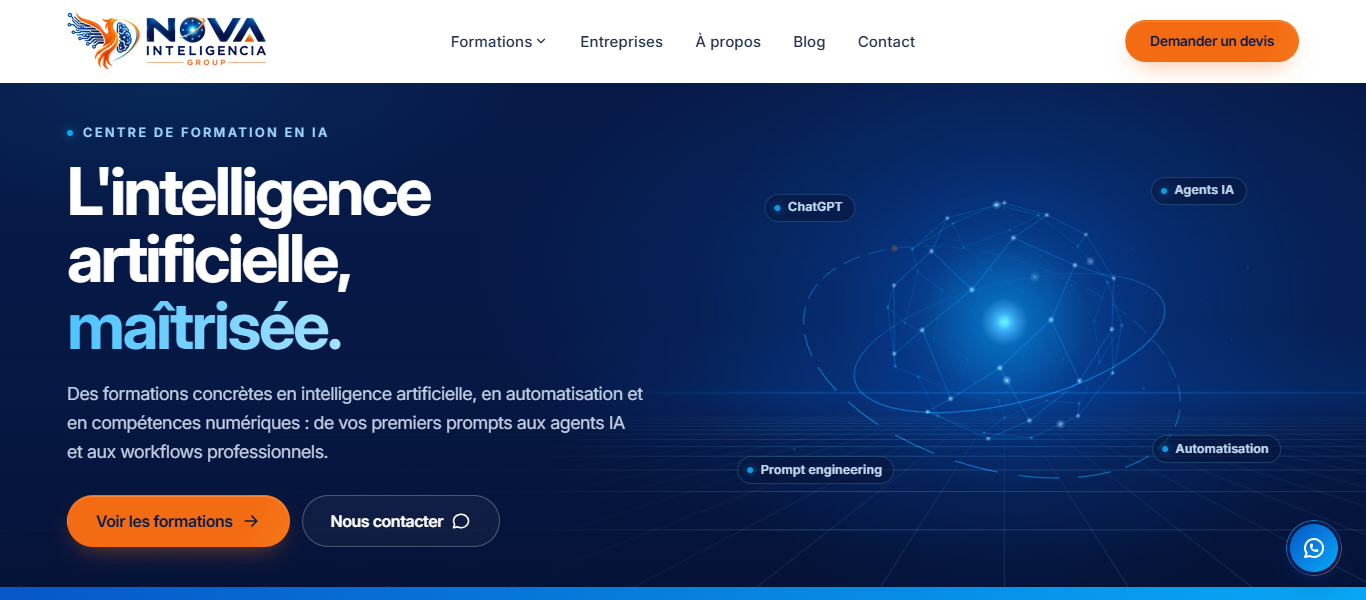 NOVA
INTELIGENCIA
GROUP
Formations
Entreprises
À propos
Blog
Contact
Demander un devis
CENTRE DE FORMATION EN IA
L'intelligence
artificielle,
maîtrisée.
Des formations concrètes en intelligence artificielle, en automatisation et
en compétences numériques : de vos premiers prompts aux agents IA
et aux workflows professionnels.
Voir les formations
Nous contacter
ChatGPT
Agents IA
Prompt engineering
Automatisation